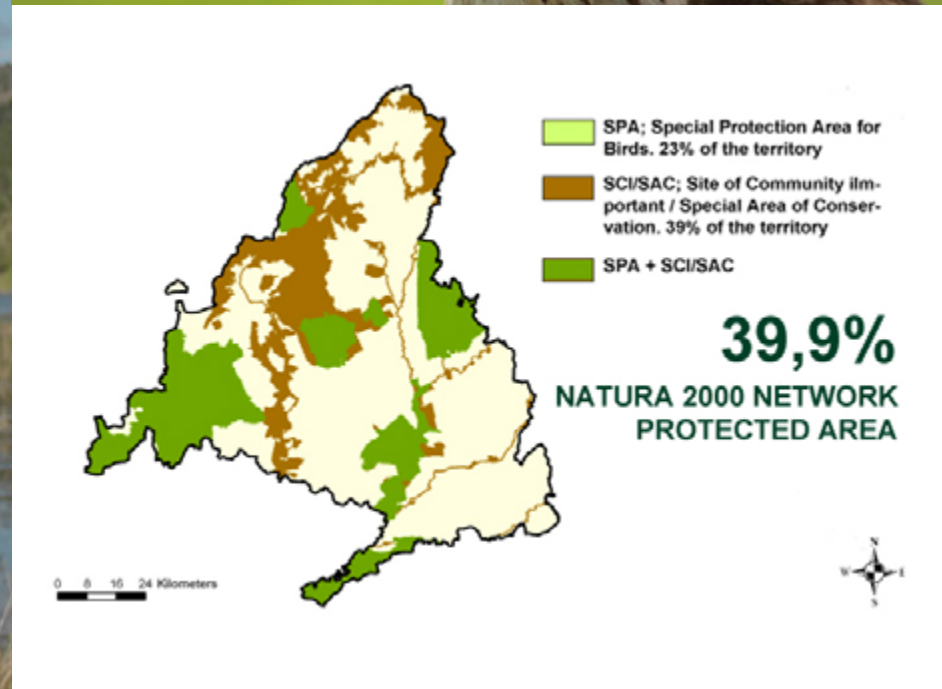 SPA; Special Protection Area for
Birds. 23% of the territory
SCI/SAC; Site of Community iIm-
portant / Special Area of Conser-
vation. 39% of the territory
SPA + SCI/SAC
39,9%
NATURA 2000 NETWORK
PROTECTED AREA
0 8 16 24 Kilometers
N
W E
S